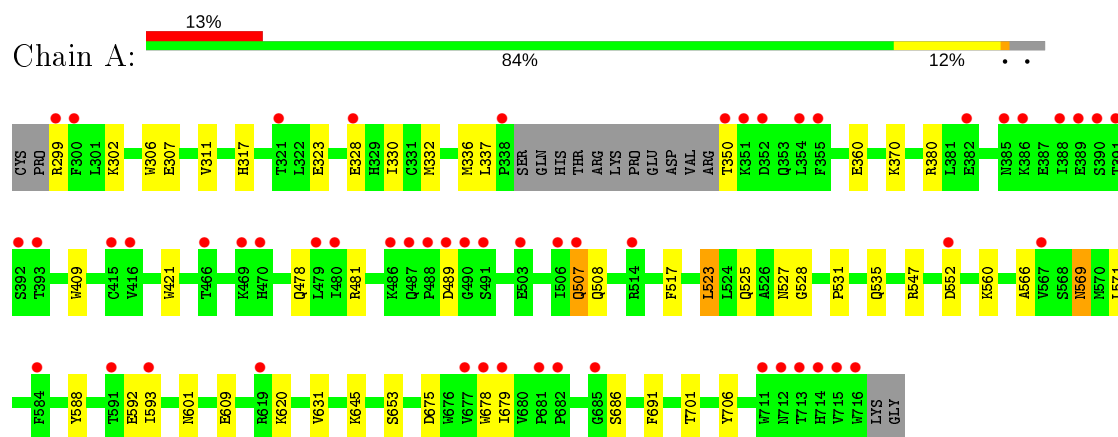 13%
Chain A:
84% 12% • •
CYS PRO R299 F300 L301 K302 W306 E307 V311 H317 T321 L322 E323 E328 H329 I330 C331 M332 M336 L337 P338 SER GLN HIS THR ARG LYS PRO GLU ASP VAL ARG T350 K351 D352 Q353 L354 F355 E360 K370 R380 L381 E382 N385 K386 E387 I388 E389 S390 T391
S392 T393 W409 C415 V416 W421 T466 K469 H470 Q478 L479 I480 R481 K486 Q487 P488 D489 G490 S491 E503 I506 Q507 Q508 R514 F517 L523 L524 Q525 A526 N527 G528 P531 Q535 R547 D552 K560 A566 V567 S568 N569 M570 L571
F584 Y588 T591 E592 I593 N601 E609 R619 K620 V631 K645 S653 D675 W676 V677 W678 I679 V680 P681 P682 G685 S686 F691 T701 Y706 W711 N712 T713 H714 V715 W716 LYS GLY